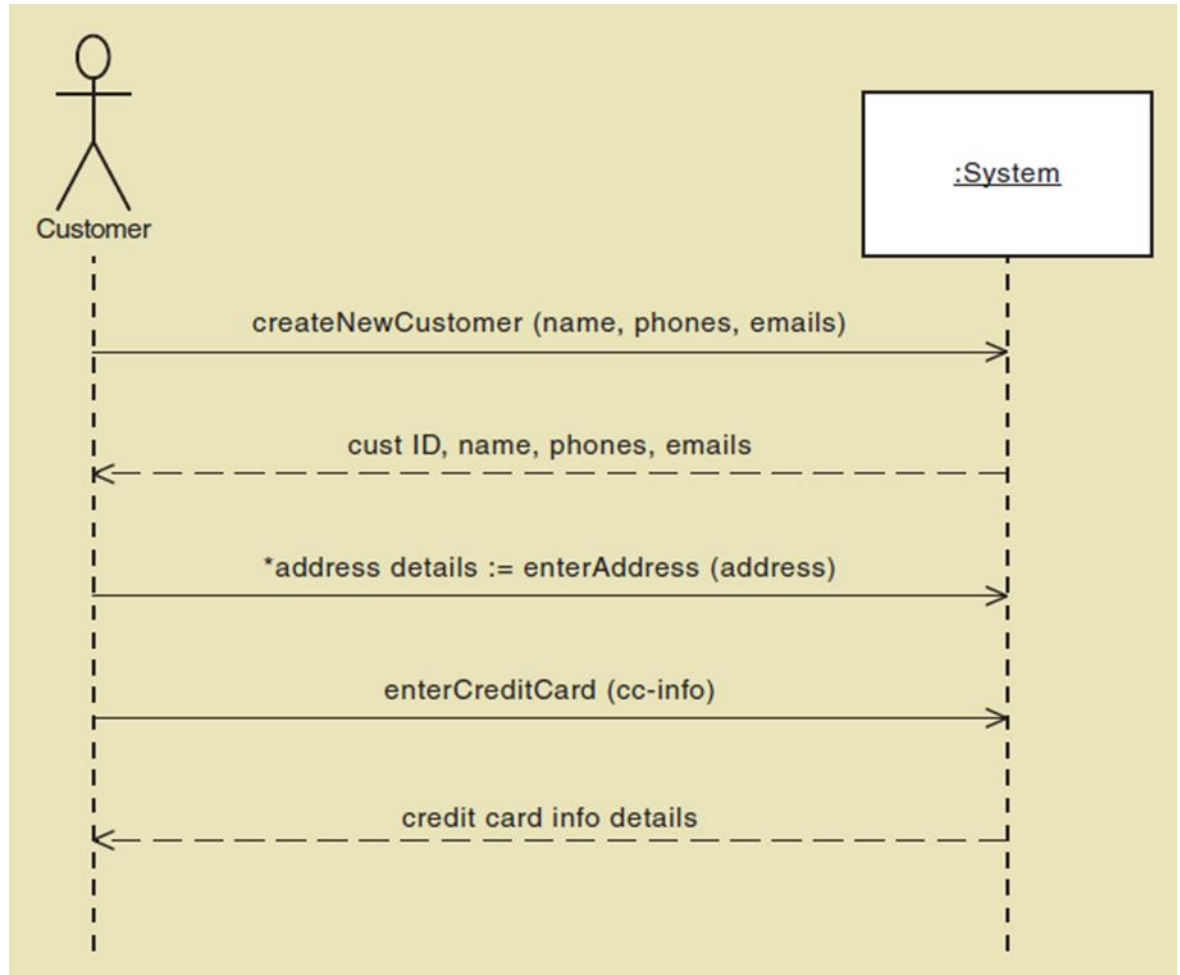 Customer
:System
createNewCustomer (name, phones, emails)
cust ID, name, phones, emails
*address details := enterAddress (address)
enterCreditCard (cc-info)
credit card info details